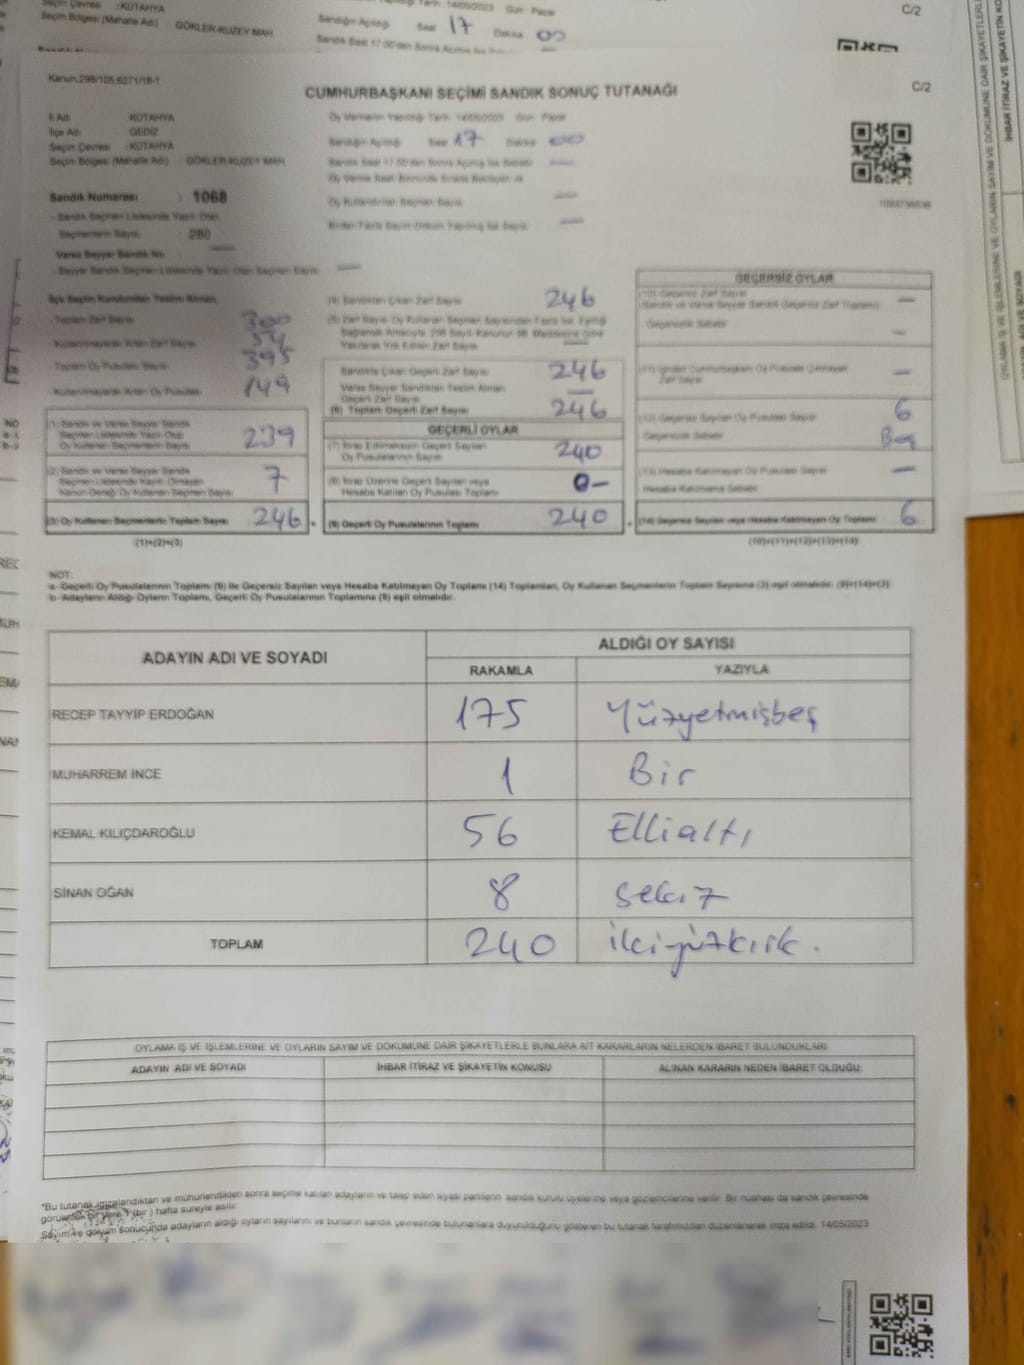 KÜTAHYA
Seçim Bölgesi (Mahalle Adı) : GÖKLER-KUZEY MAH
Sandığın Açıldığı Saat 17 Dakika 00
C/2
Kanun:298/105;6271/18-1
CUMHURBAŞKANI SEÇİMİ SANDIK SONUÇ TUTANAĞI
C/2
İl Adı : KÜTAHYA
İlçe Adı : GEDİZ
Seçim Çevresi : KÜTAHYA
Seçim Bölgesi (Mahalle Adı) : GÖKLER-KUZEY MAH
Oy Vermenin Yapıldığı Tarih: 14/05/2023 Gün: Pazar
Sandığın Açıldığı Saat 17 Dakika 00
Sandık Numarası : 1068
Sandık Seçmen Listesinde Yazılı Olan
Seçmenlerin Sayısı : 280
Varsa Seyyar Sandık No
Seyyar Sandık Seçmen Listesinde Yazılı Olan Seçmen Sayısı
İlçe Seçim Kurulundan Teslim Alınan;
Toplam Zarf Sayısı 300
Kullanılmayarak Artan Zarf Sayısı 54
Toplam Oy Pusulası Sayısı 395
Kullanılmayarak Artan Oy Pusulası 149
(1) Sandık ve Varsa Seyyar Sandık
Seçmen Listesinde Yazılı Olup
Oy Kullanan Seçmenlerin Sayısı 239
(2) Sandık ve Varsa Seyyar Sandık
Seçmen Listesinde Kayıtlı Olmayan
Kanun Gereği Oy Kullanan Seçmen Sayısı 7
(3) Oy Kullanan Seçmenlerin Toplam Sayısı 246
(4) Sandıktan Çıkan Zarf Sayısı 246
Sandıkta Çıkan Geçerli Zarf Sayısı 246
Varsa Seyyar Sandıktan Teslim Alınan
Geçerli Zarf Sayısı
(6) Toplam Geçerli Zarf Sayısı 246
GEÇERLİ OYLAR
(7) İtiraz Edilmeksizin Geçerli Sayılan
Oy Pusulalarının Sayısı 240
(8) İtiraz Üzerine Geçerli Sayılan veya
Hesaba Katılan Oy Pusulası Toplamı 0-
(9) Geçerli Oy Pusulalarının Toplamı 240
GEÇERSİZ OYLAR
(12) Geçersiz Sayılan Oy Pusulası Sayısı 6
Geçersizlik Sebebi Boş
(13) Hesaba Katılmayan Oy Pusulası Sayısı
Hesaba Katılmama Sebebi
(14) Geçersiz Sayılan veya Hesaba Katılmayan Oy Toplamı 6
NOT:
a- Geçerli Oy Pusulalarının Toplamı (9) ile Geçersiz Sayılan veya Hesaba Katılmayan Oy Toplamı (14) Toplamları, Oy Kullanan Seçmenlerin Toplam Sayısına (3) eşit olmalıdır. (9)+(14)=(3)
b- Adayların Aldığı Oyların Toplamı, Geçerli Oy Pusulalarının Toplamına (9) eşit olmalıdır.
ADAYIN ADI VE SOYADI ALDIĞI OY SAYISI
RAKAMLA YAZIYLA
RECEP TAYYİP ERDOĞAN 175 Yüzyetmişbeş
MUHARREM İNCE 1 Bir
KEMAL KILIÇDAROĞLU 56 Ellialtı
SİNAN OĞAN 8 Sekiz
TOPLAM 240 ikiyüzkırk.
OYLAMA İŞ VE İŞLEMLERİNE VE OYLARIN SAYIM VE DÖKÜMÜNE DAİR ŞİKAYETLERLE BUNLARA AİT KARARLARIN NELERDEN İBARET BULUNDUKLARI
ADAYIN ADI VE SOYADI İHBAR İTİRAZ VE ŞİKAYETİN KONUSU ALINAN KARARIN NEDEN İBARET OLDUĞU
*Bu tutanak imzalandıktan ve mühürlendikten sonra seçime katılan adayların ve talep eden siyasi partilerin sandık kurulu üyelerine veya gözlemcilerine verilir. Bir nüshası da sandık çevresinde
görülebilir bir yere 1 (bir) hafta süreyle asılır.
Sayım ve döküm sonucunda adayların aldığı oyların sayılarını ve bunların sandık çevresinde bulunanlara duyurulduğunu gösteren bu tutanak tarafımızdan düzenlenerek imza edildi. 14/05/2023